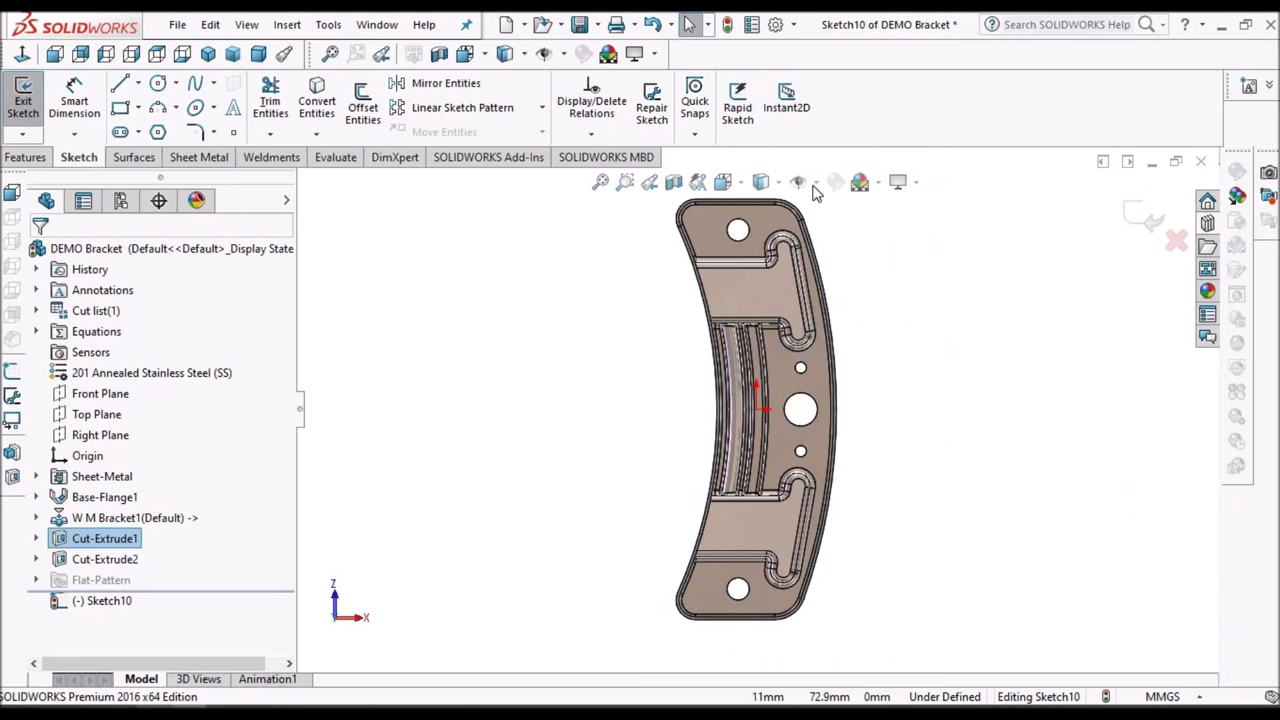 SOLIDWORKS File Edit View Insert Tools Window Help Sketch10 of DEMO Bracket * Search SOLIDWORKS Help
Exit Sketch
Smart Dimension
Trim Entities
Convert Entities
Offset Entities
Mirror Entities
Linear Sketch Pattern
Move Entities
Display/Delete Relations
Repair Sketch
Quick Snaps
Rapid Sketch
Instant2D
Features Sketch Surfaces Sheet Metal Weldments Evaluate DimXpert SOLIDWORKS Add-Ins SOLIDWORKS MBD
DEMO Bracket (Default<<Default>_Display State
History
Annotations
Cut list(1)
Equations
Sensors
201 Annealed Stainless Steel (SS)
Front Plane
Top Plane
Right Plane
Origin
Sheet-Metal
Base-Flange1
W M Bracket1(Default) ->
Cut-Extrude1
Cut-Extrude2
Flat-Pattern
(-) Sketch10
Z
X
Model 3D Views Animation1
SOLIDWORKS Premium 2016 x64 Edition 11mm 72.9mm 0mm Under Defined Editing Sketch10 MMGS